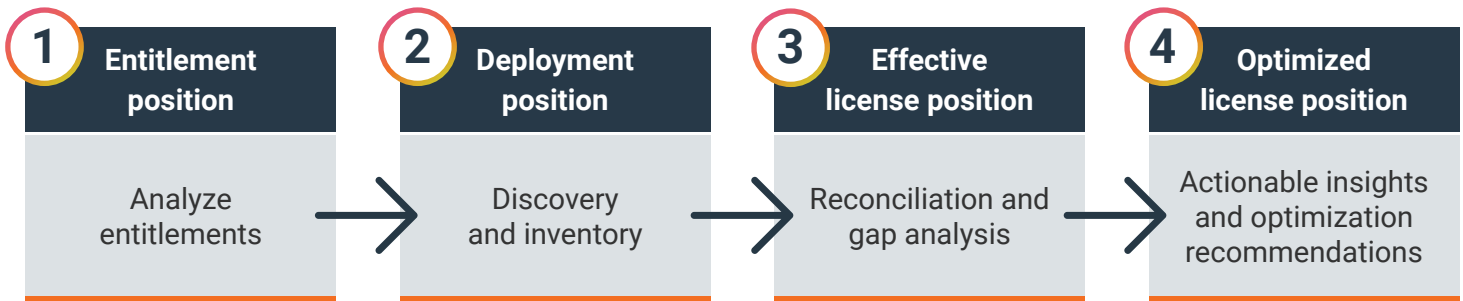 1
Entitlement
position
Analyze
entitlements
2
Deployment
position
Discovery
and inventory
3
Effective
license position
Reconciliation and
gap analysis
4
Optimized
license position
Actionable insights
and optimization
recommendations